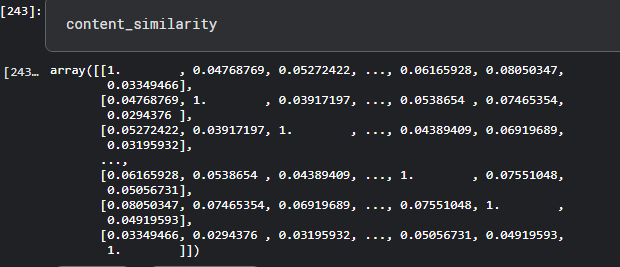 [243]:
content_similarity
[243… array([[1.        , 0.04768769, 0.05272422, ..., 0.06165928, 0.08050347,
        0.03349466],
       [0.04768769, 1.        , 0.03917197, ..., 0.0538654 , 0.07465354,
        0.0294376 ],
       [0.05272422, 0.03917197, 1.        , ..., 0.04389409, 0.06919689,
        0.03195932],
       ...,
       [0.06165928, 0.0538654 , 0.04389409, ..., 1.        , 0.07551048,
        0.05056731],
       [0.08050347, 0.07465354, 0.06919689, ..., 0.07551048, 1.        ,
        0.04919593],
       [0.03349466, 0.0294376 , 0.03195932, ..., 0.05056731, 0.04919593,
        1.        ]])